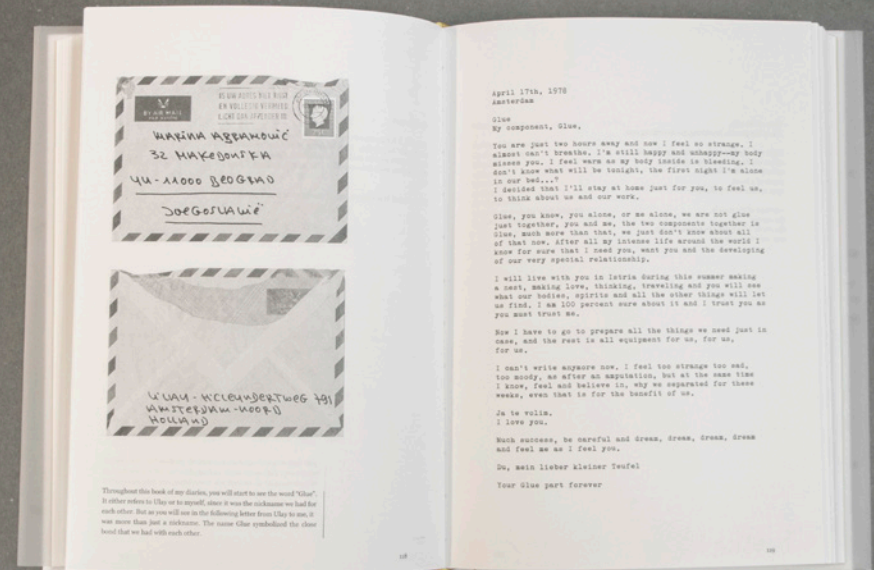 BY AIR MAIL
PAR AVION
MARINA ABRAMOVIĆ
32 MAKEDONSKA
YU-11000 BEOGRAD
Throughout this book of my diaries, you will start to see the word "Glue".
It either refers to Ulay or to myself, since it was the nickname we had for
each other. But as you will see in the following letter from Ulay to me, it
was more than just a nickname. The name Glue symbolized the close
bond that we had with each other.
ULAY-
AMSTERDAM-NOORD
HOLLAND
April 17th, 1978
Amsterdam
Glue
My component, Glue,
You are just two hours away and now I feel so strange. I
almost can't breathe. I'm still happy and unhappy--my body
misses you. I feel warm as my body inside is bleeding. I
don't know what will be tonight, the first night I'm alone
in our bed...?
I decided that I'll stay at home just for you, to feel us,
to think about us and our work.
Glue, you know, you alone, or me alone, we are not glue
just together, you and me, the two components together is
Glue, much more than that, we just don't know about all
of that now. After all my intense life around the world I
know for sure that I need you, want you and the developing
of our very special relationship.
I will live with you in Istria during this summer making
a nest, making love, thinking, traveling and you will see
what our bodies, spirits and all the other things will let
us find. I am 100 percent sure about it and I trust you as
you must trust me.
Now I have to go to prepare all the things we need just in
case, and the rest is all equipment for us, for us,
for us.
I can't write anymore now, I feel too strange too sad,
too moody, as after an amputation, but at the same time
I know, feel and believe in, why we separated for these
weeks, even that is for the benefit of us.
Ja te volim.
I love you.
Much success, be careful and dream, dream, dream, dream
and feel me as I feel you.
Du, mein lieber kleiner Teufel
Your Glue part forever